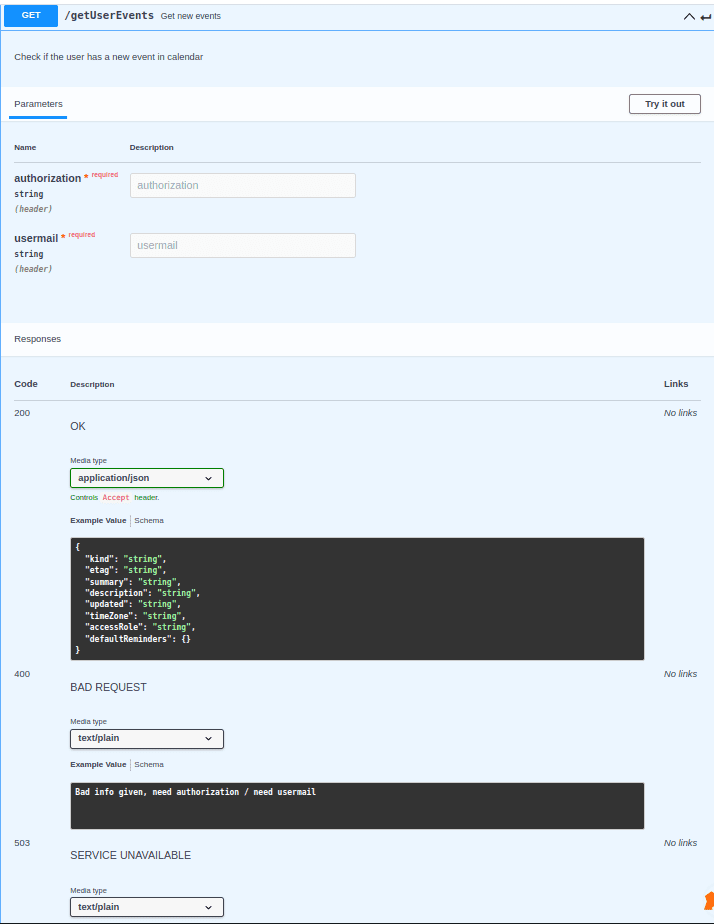 GET /getUserEvents Get new events
Check if the user has a new event in calendar
Parameters
Try it out
Name Description
authorization * required
string
(header)
authorization
usermail * required
string
(header)
usermail
Responses
Code Description Links
200 No links
OK
Media type
application/json
Controls Accept header.
Example Value Schema
{
"kind": "string",
"etag": "string",
"summary": "string",
"description": "string",
"updated": "string",
"timeZone": "string",
"accessRole": "string",
"defaultReminders": {}
}
400 No links
BAD REQUEST
Media type
text/plain
Example Value Schema
Bad info given, need authorization / need usermail
503 No links
SERVICE UNAVAILABLE
Media type
text/plain